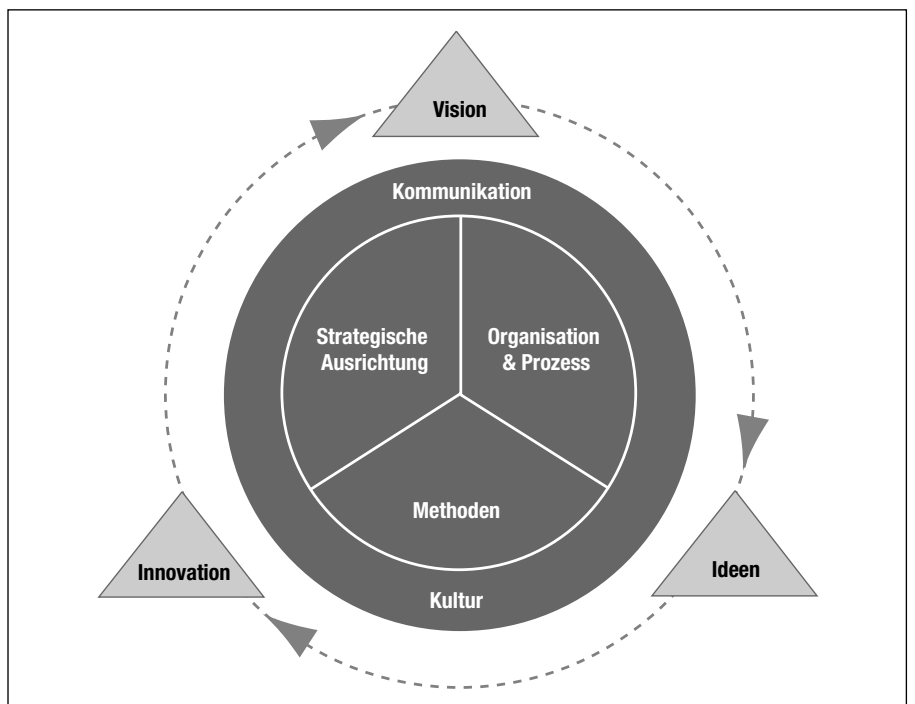 Vision
Kommunikation
Strategische
Ausrichtung
Organisation
& Prozess
Methoden
Innovation
Ideen
Kultur